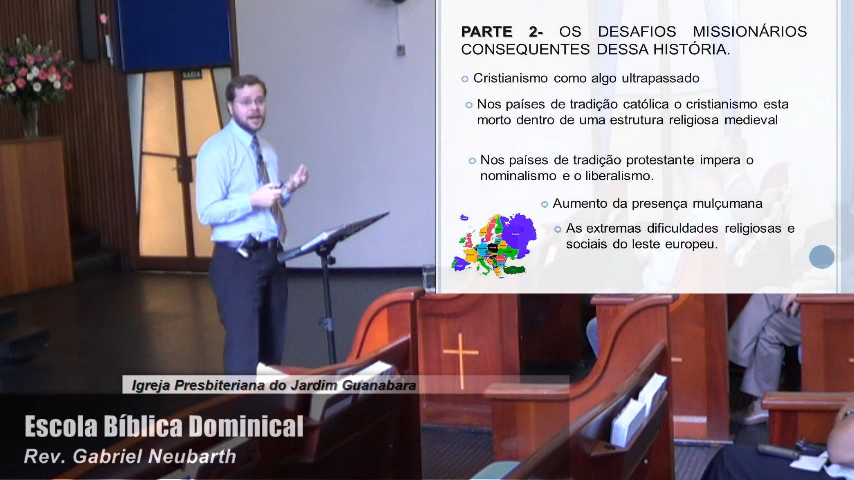 PARTE 2- OS DESAFIOS MISSIONÁRIOS
CONSEQUENTES DESSA HISTÓRIA.
Cristianismo como algo ultrapassado
Nos países de tradição católica o cristianismo esta
morto dentro de uma estrutura religiosa medieval
Nos países de tradição protestante impera o
nominalismo e o liberalismo.
Aumento da presença mulçumana
As extremas dificuldades religiosas e
sociais do leste europeu.
SAÍDA
Igreja Presbiteriana do Jardim Guanabara
Escola Bíblica Dominical
Rev. Gabriel Neubarth